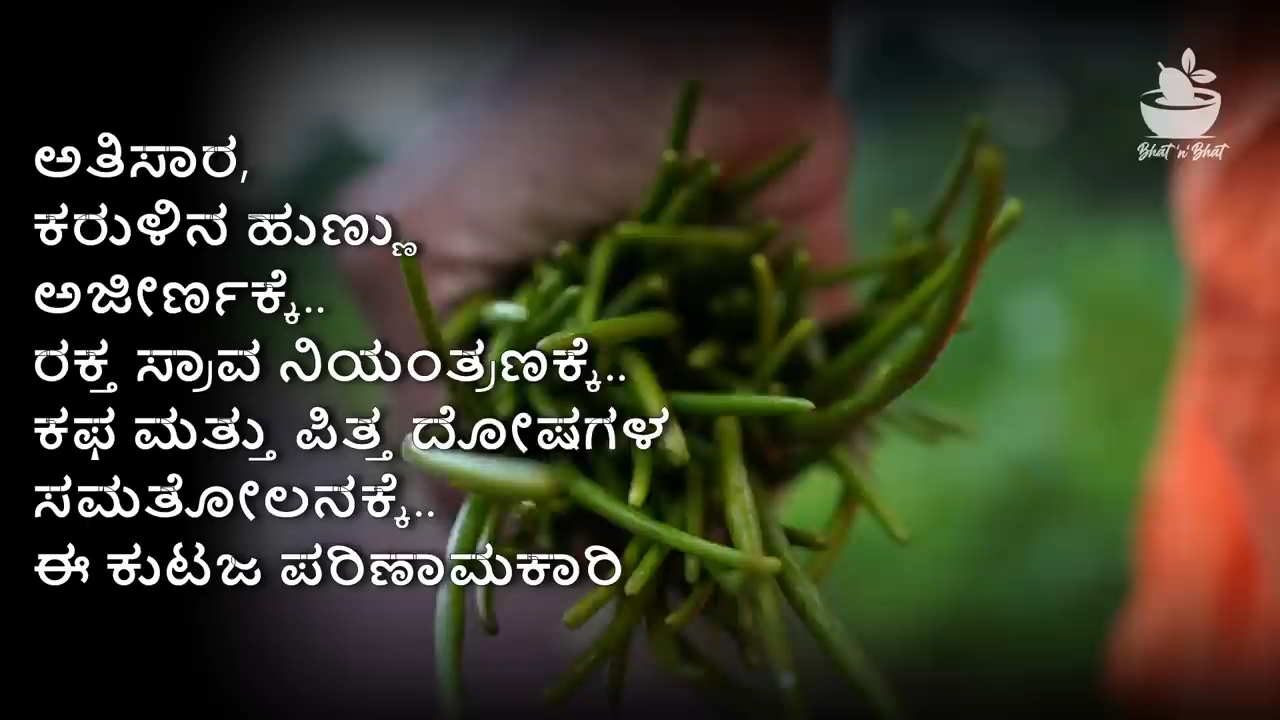 ಅತಿಸಾರ,
ಕರುಳಿನ ಹುಣ್ಣು
ಅಜೀರ್ಣಕ್ಕೆ..
ರಕ್ತ ಸ್ರಾವ ನಿಯಂತ್ರಣಕ್ಕೆ..
ಕಫ ಮತ್ತು ಪಿತ್ತ ದೋಷಗಳ
ಸಮತೋಲನಕ್ಕೆ..
ಈ ಕುಟಜ ಪರಿಣಾಮಕಾರಿ
Bhat 'n' Bhat